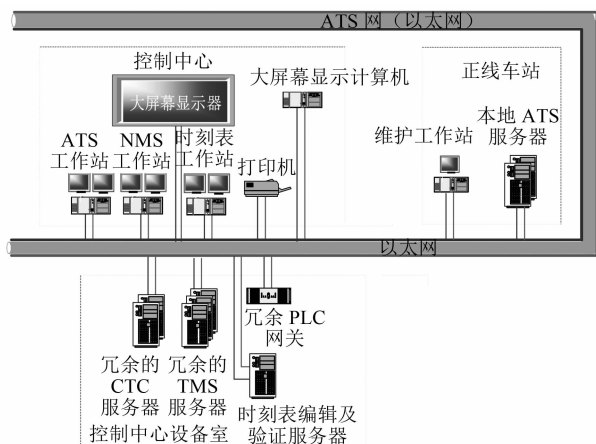 ATS 网（以太网）
控制中心
大屏幕显示器
大屏幕显示计算机
正线车站
本地 ATS
服务器
维护工作站
ATS
工作站
NMS
工作站
时刻表
工作站
打印机
以太网
冗余 PLC
网关
冗余的
CTC
服务器
冗余的
TMS
服务器
时刻表编辑及
验证服务器
控制中心设备室